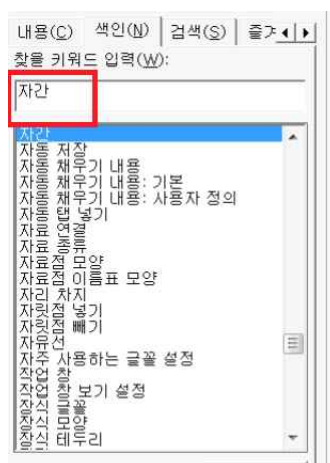 내용(C) 색인(N) 검색(S) 즐겨
찾을 키워드 입력(W):
자간
자간
자동 저장
자동 채우기 내용
자동 채우기 내용: 기본
자동 채우기 내용: 사용자 정의
자동 탭 넣기
자료 연결
자료 종류
자료점 모양
자료점 이름표 모양
자리 차지
자릿점 넣기
자릿점 빼기
자유선
자주 사용하는 글꼴 설정
작업 창
작업 창 보기 설정
장식 글꼴
장식 모양
장식 테두리